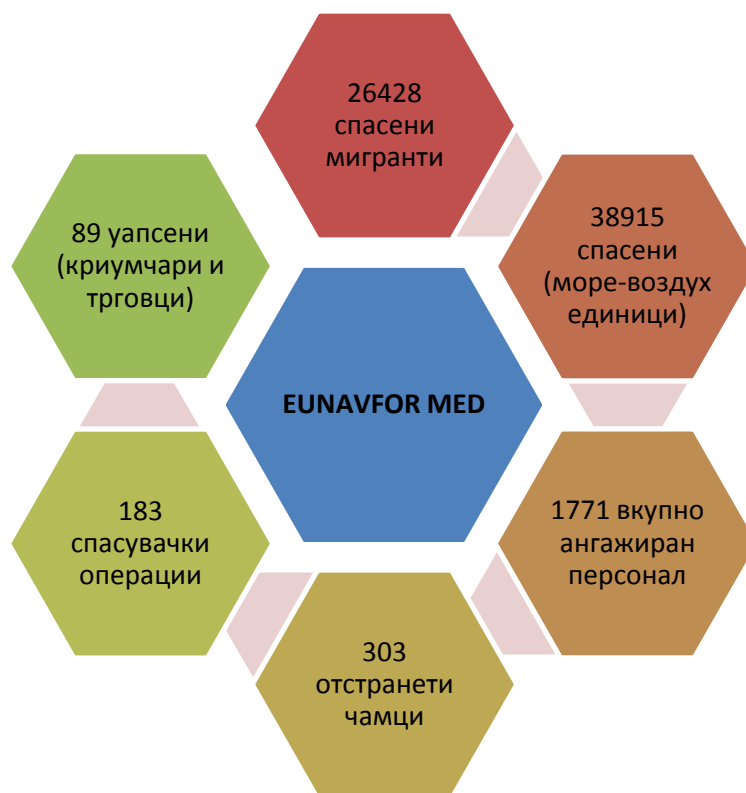 26428
спасени
мигранти
38915
спасени
(море-воздух
единици)
1771 вкупно
ангажиран
персонал
303
отстранети
чамци
183
спасувачки
операции
89 уапсени
(криумчари и
трговци)
EUNAVFOR MED